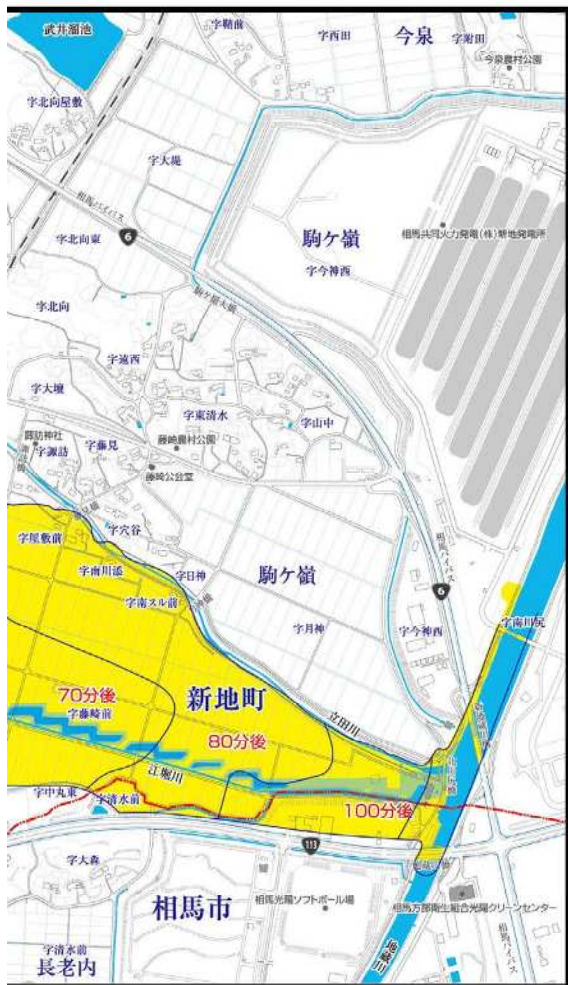 武井溜池
字鞘前
字西田
今泉
字附田
今泉農村公園
字北向屋敷
字大堤
相馬バイパス
6
駒ケ嶺
相馬共同火力発電(株)新地発電所
字北向東
字今神西
字北向
駒ケ嶺大橋
字遠西
字大壇
字東清水
字山中
諏訪神社
字諏訪
字藤見
藤崎農村公園
藤崎公会堂
相馬バイパス
字屋敷前
字穴谷
駒ケ嶺
6
字南川添
字日神
字南川尻
字南スル前
字月神
字今神西
70分後
字藤崎前
新地町
80分後
立田川
江堀川
字中丸東
字清水前
100分後
113
字大森
相馬市
相馬光陽ソフトボール場
相馬方部衛生組合光陽クリーンセンター
字清水前
長老内
地蔵川
相馬バイパス